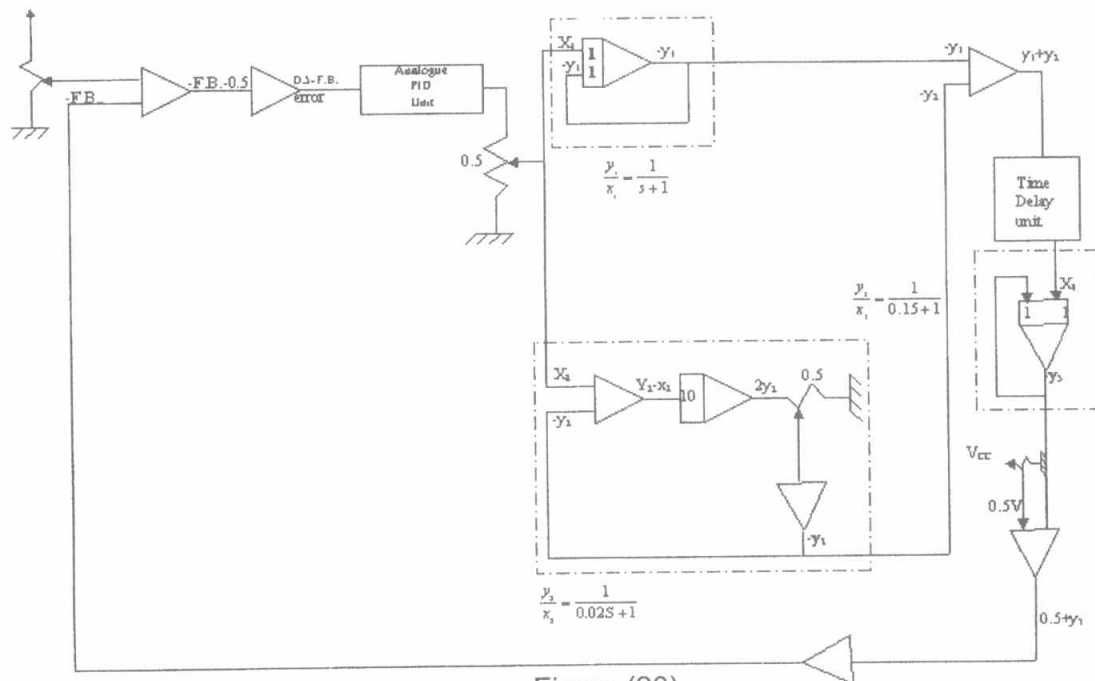 -F.B.
-F.B.-0.5
error
Analogue
PID
Unit
0.5
X₁
-y₁
1
1
-y₁
-y₁
-y₂
y₁+y₂
y₁/x₁ = 1/(s+1)
Time
Delay
unit
X₃
1
1
-y₃
y₃/x₃ = 1/(0.15+1)
X₂
-y₂
Y₂-x₂
10
2y₂
0.5
-y₂
y₂/x₂ = 1/(0.02S+1)
Vcc
0.5V
0.5+y₃